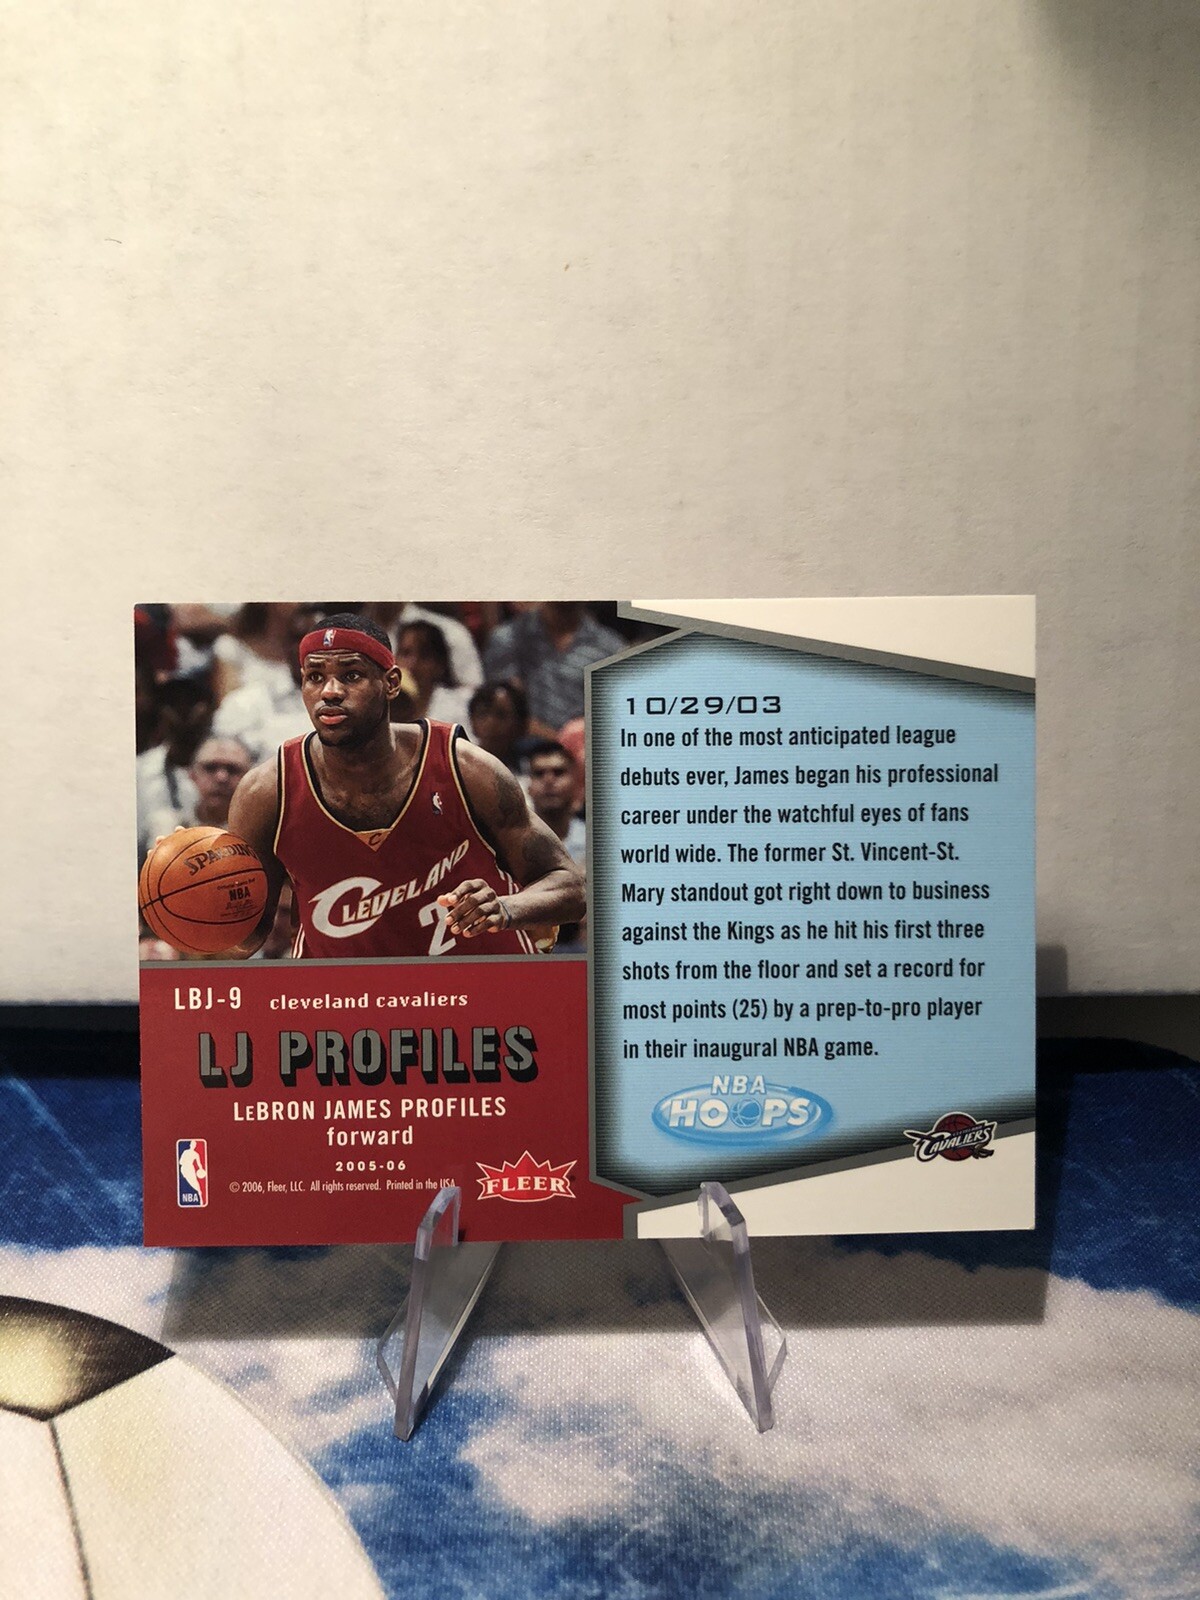 SPALDING
NBA
CLEVELAND
2
LBJ-9 cleveland cavaliers
LJ PROFILES
LEBRON JAMES PROFILES
forward
2005-06
© 2006, Fleer, LLC. All rights reserved. Printed in the USA.
NBA
FLEER
10/29/03
In one of the most anticipated league
debuts ever, James began his professional
career under the watchful eyes of fans
world wide. The former St. Vincent-St.
Mary standout got right down to business
against the Kings as he hit his first three
shots from the floor and set a record for
most points (25) by a prep-to-pro player
in their inaugural NBA game.
NBA
HOOPS
CAVALIERS